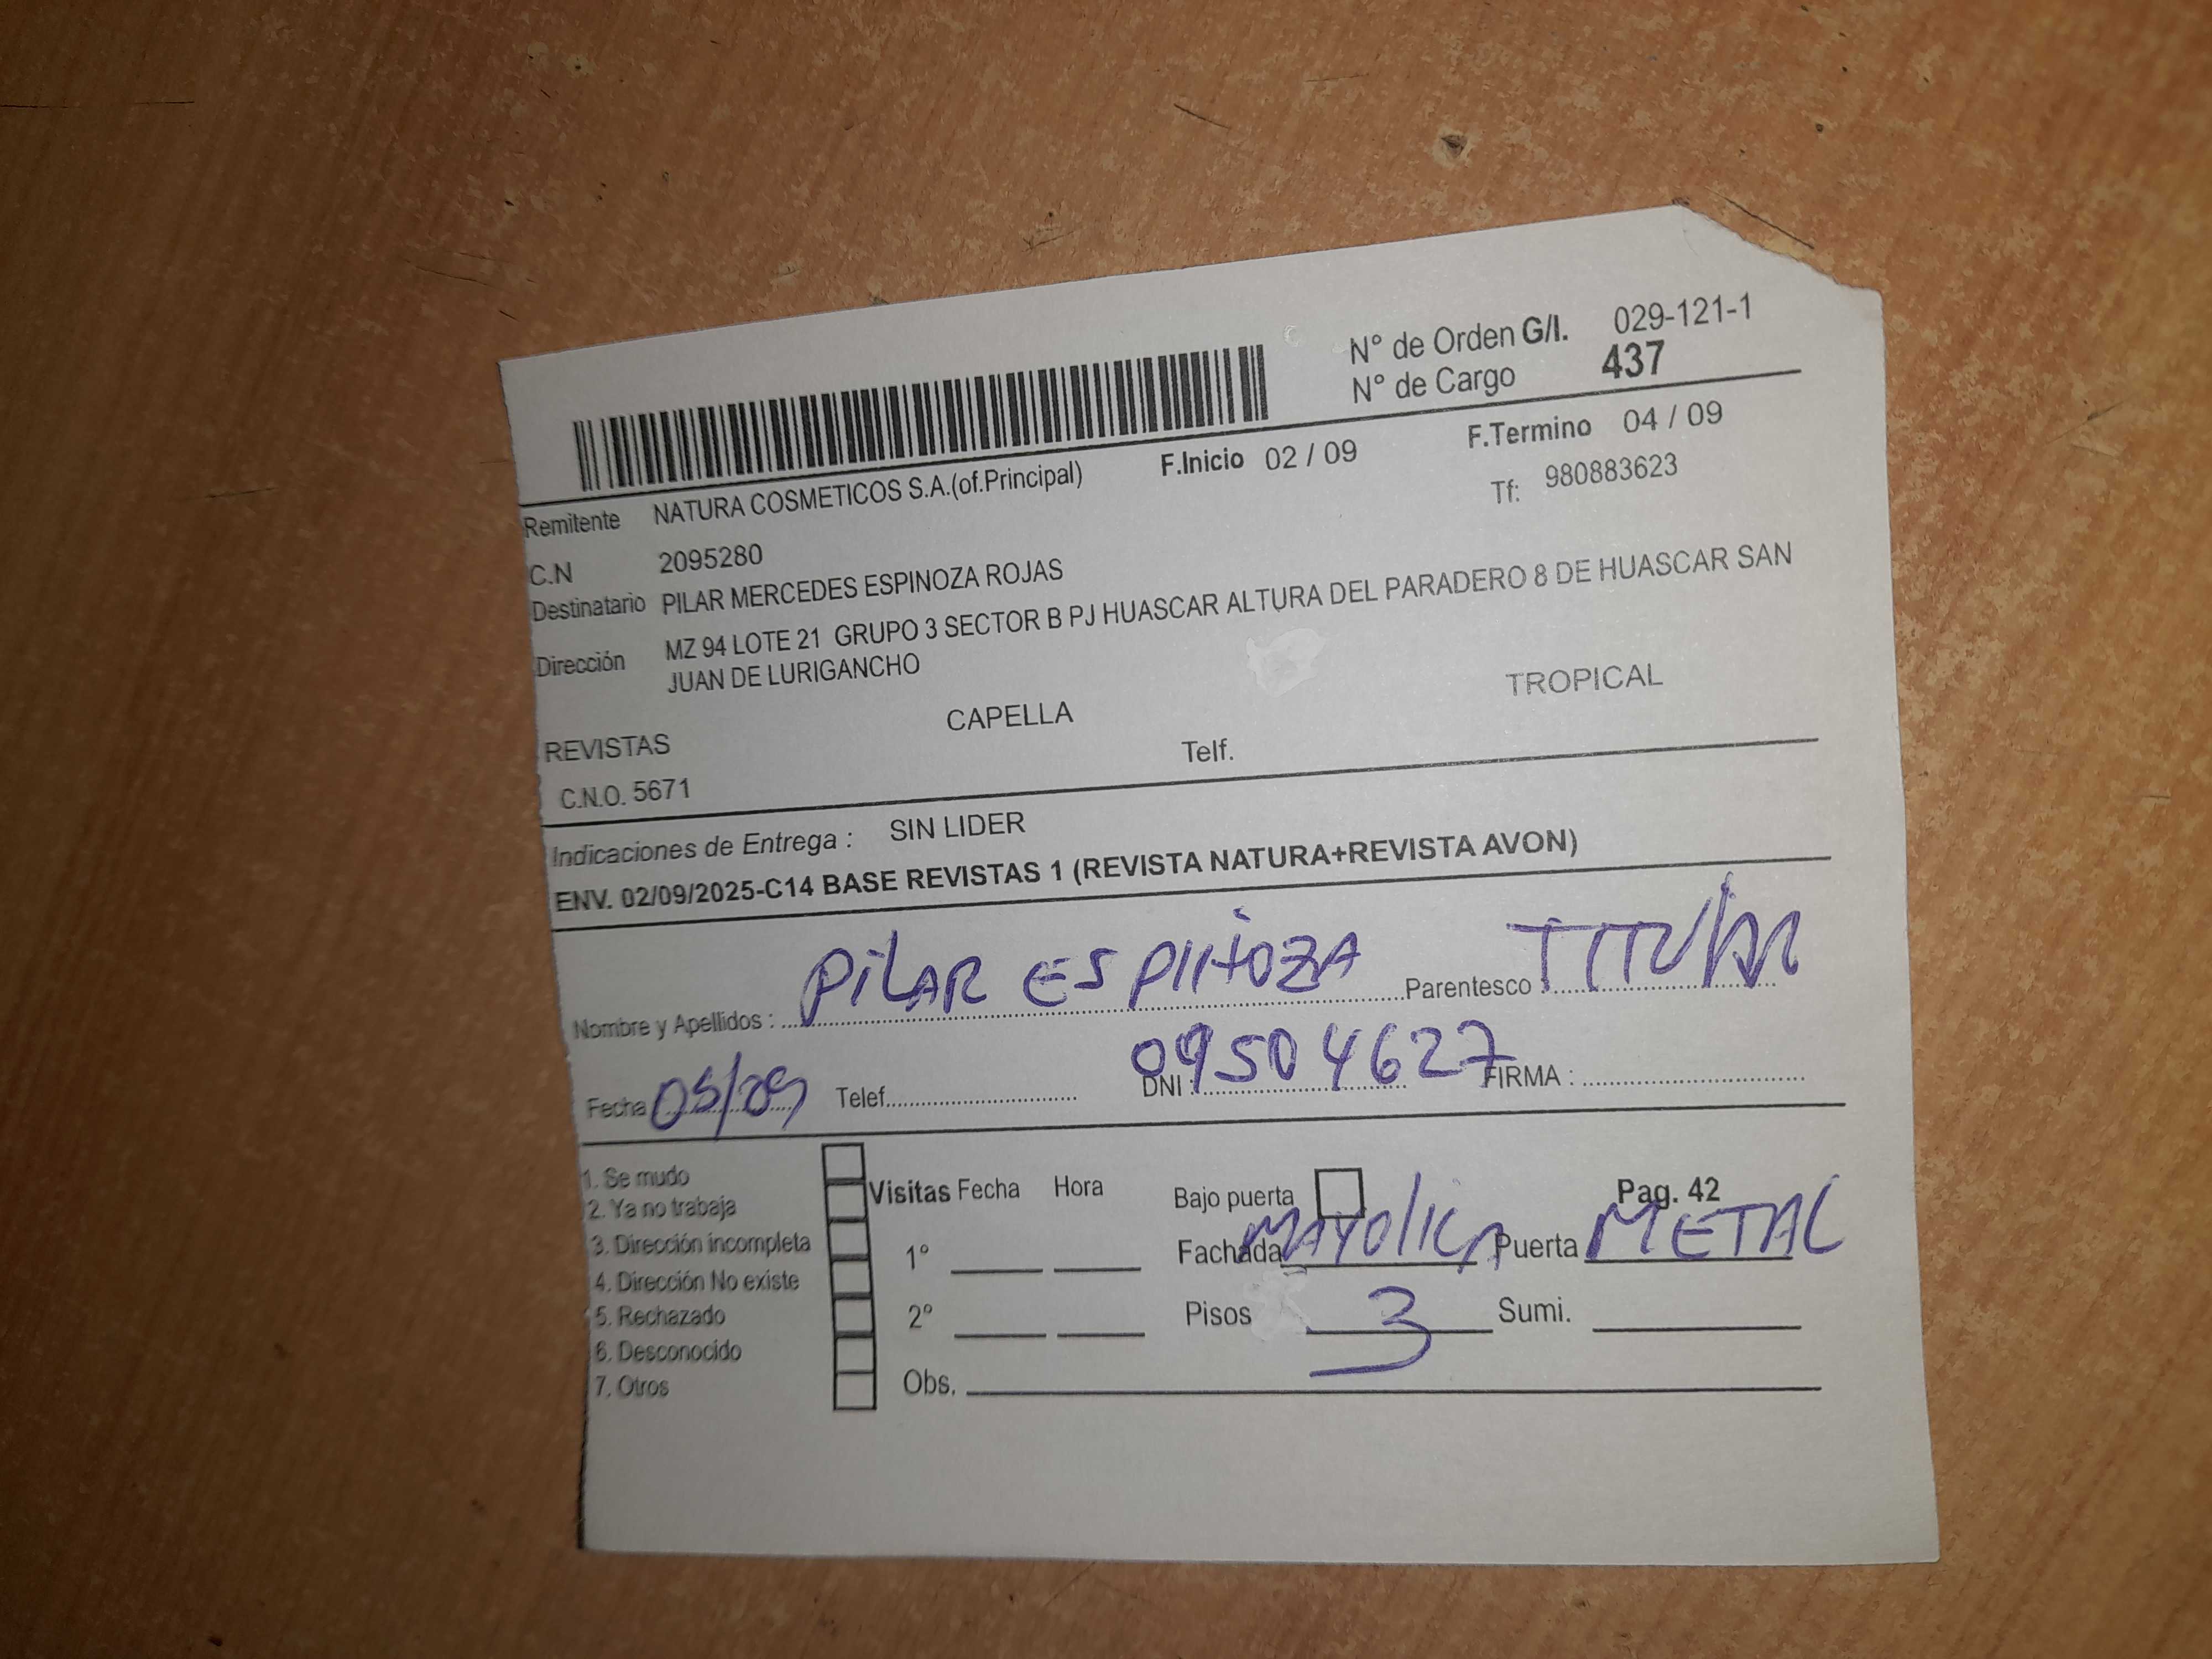 N° de Orden G/I. 029-121-1
N° de Cargo 437
F.Inicio 02 / 09 F.Termino 04 / 09
Remitente NATURA COSMETICOS S.A.(of.Principal) Tf: 980883623
C.N 2095280
Destinatario PILAR MERCEDES ESPINOZA ROJAS
Dirección MZ 94 LOTE 21 GRUPO 3 SECTOR B PJ HUASCAR ALTURA DEL PARADERO 8 DE HUASCAR SAN
JUAN DE LURIGANCHO
REVISTAS CAPELLA TROPICAL
C.N.O. 5671 Telf.
Indicaciones de Entrega : SIN LIDER
ENV. 02/09/2025-C14 BASE REVISTAS 1 (REVISTA NATURA+REVISTA AVON)
Nombre y Apellidos : PILAR ESPINOZA Parentesco : TITULAR
Fecha 05/09 Telef. DNI : 09504627 FIRMA :
1. Se mudo
2. Ya no trabaja Visitas Fecha Hora Bajo puerta Pag. 42
3. Dirección incompleta 1° Fachada MAYOLICA Puerta METAL
4. Dirección No existe
5. Rechazado 2° Pisos 3 Sumi.
6. Desconocido
7. Otros Obs.